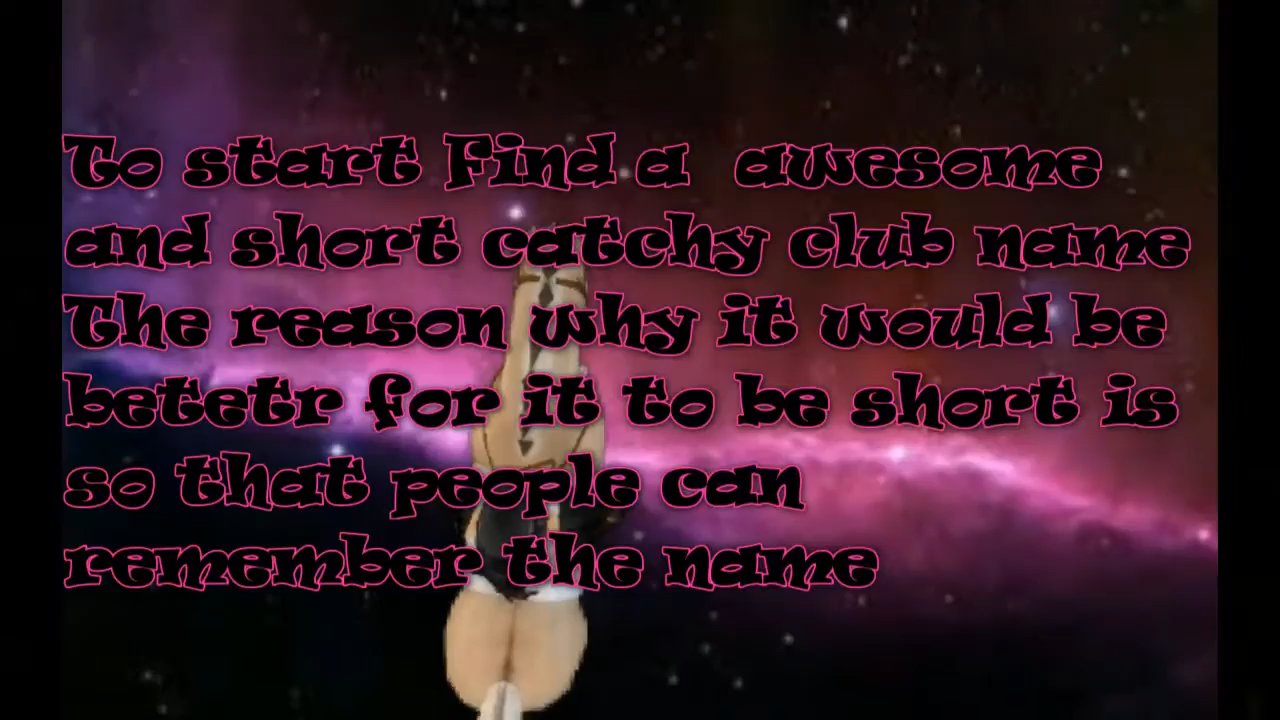 To start Find a awesome
and short catchy club name
The reason why it would be
betetr for it to be short is
so that people can
remember the name